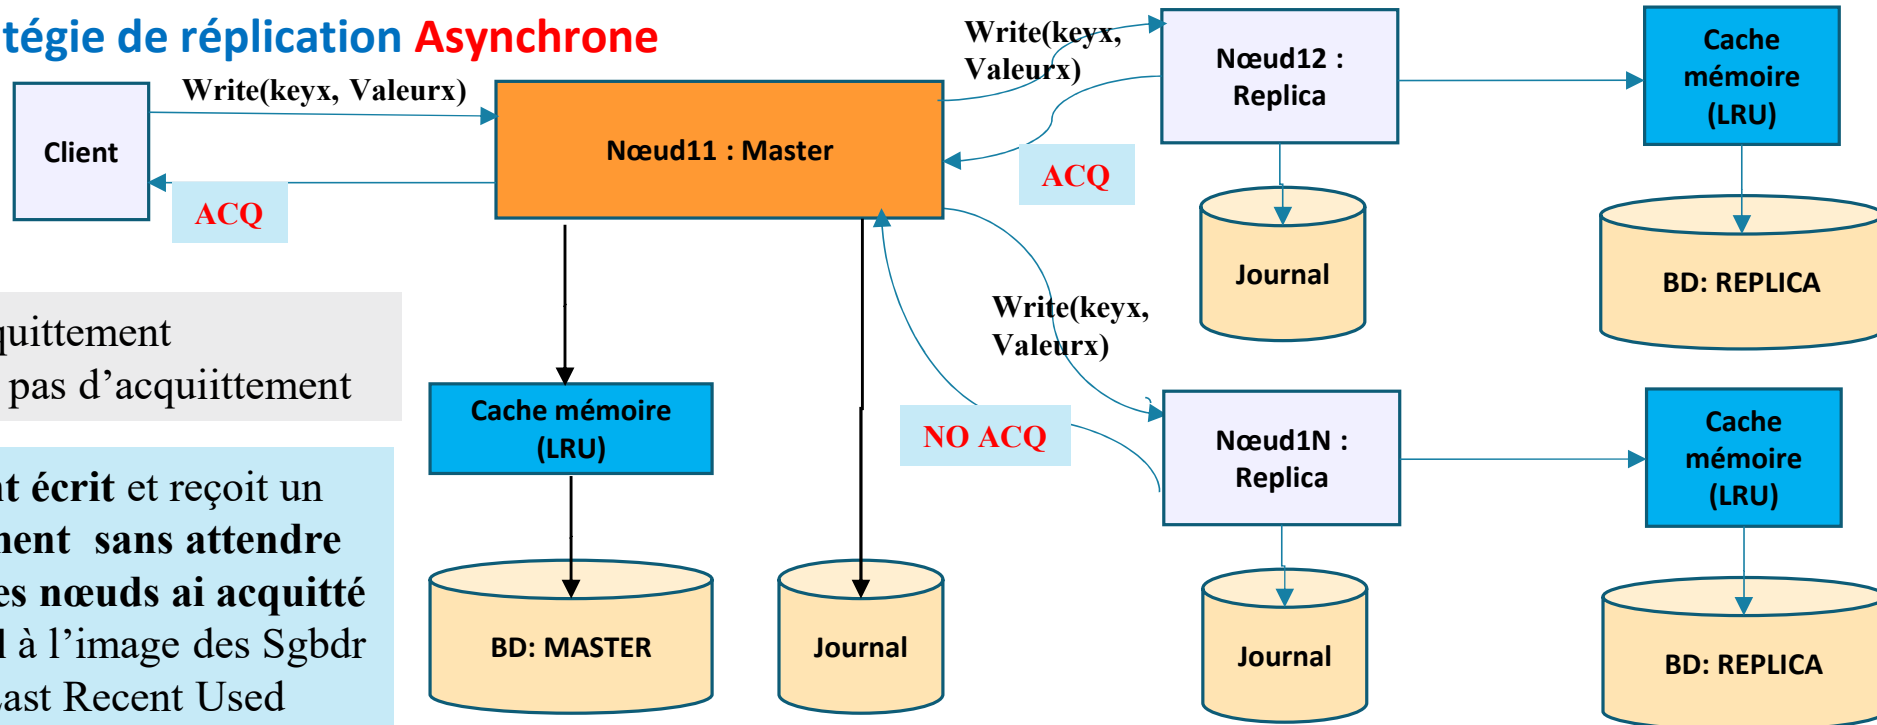 tégie de réplication Asynchrone
Write(keyx, Valeurx)
Client
ACQ
Nœud11 : Master
Write(keyx,
Valeurx)
ACQ
Nœud12 :
Replica
Cache
mémoire
(LRU)
Journal
BD: REPLICA
quittement
pas d’acquiittement
Cache mémoire
(LRU)
Write(keyx,
Valeurx)
NO ACQ
Nœud1N :
Replica
Cache
mémoire
(LRU)
nt écrit et reçoit un
ment sans attendre
es nœuds ai acquitté
l à l’image des Sgbdr
Last Recent Used
BD: MASTER
Journal
Journal
BD: REPLICA